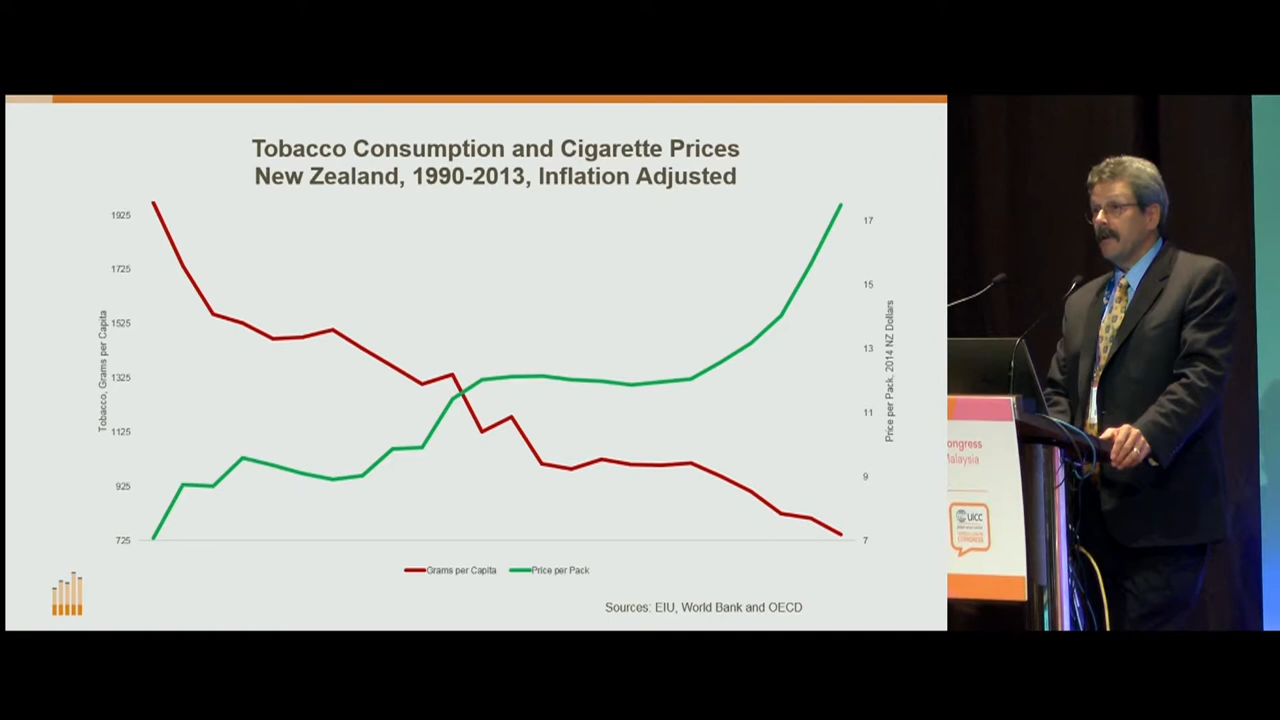 Tobacco Consumption and Cigarette Prices
New Zealand, 1990-2013, Inflation Adjusted
1925
1725
1525
1325
1125
925
725
Tobacco, Grams per Capita
17
15
13
11
9
7
Price per Pack, 2014 NZ Dollars
Grams per Capita
Price per Pack
Sources: EIU, World Bank and OECD
ongress
Malaysia
UICC
CONGRESS